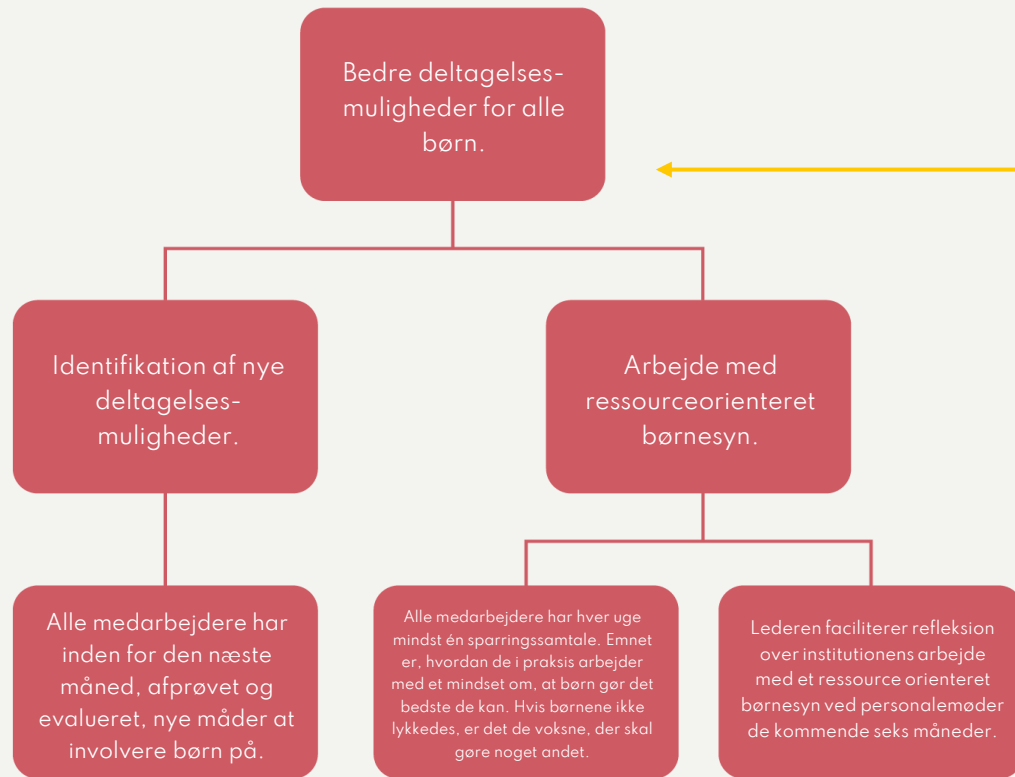 Bedre deltagelses-
muligheder for alle
børn.
Identifikation af nye
deltagelses-
muligheder.
Arbejde med
ressourceorienteret
børnesyn.
Alle medarbejdere har
inden for den næste
måned, afprøvet og
evalueret, nye måder at
involvere børn på.
Alle medarbejdere har hver uge
mindst én sparringssamtale. Emnet
er, hvordan de i praksis arbejder
med et mindset om, at børn gør det
bedste de kan. Hvis børnene ikke
lykkedes, er det de voksne, der skal
gøre noget andet.
Lederen faciliterer refleksion
over institutionens arbejde
med et ressource orienteret
børnesyn ved personalemøder
de kommende seks måneder.